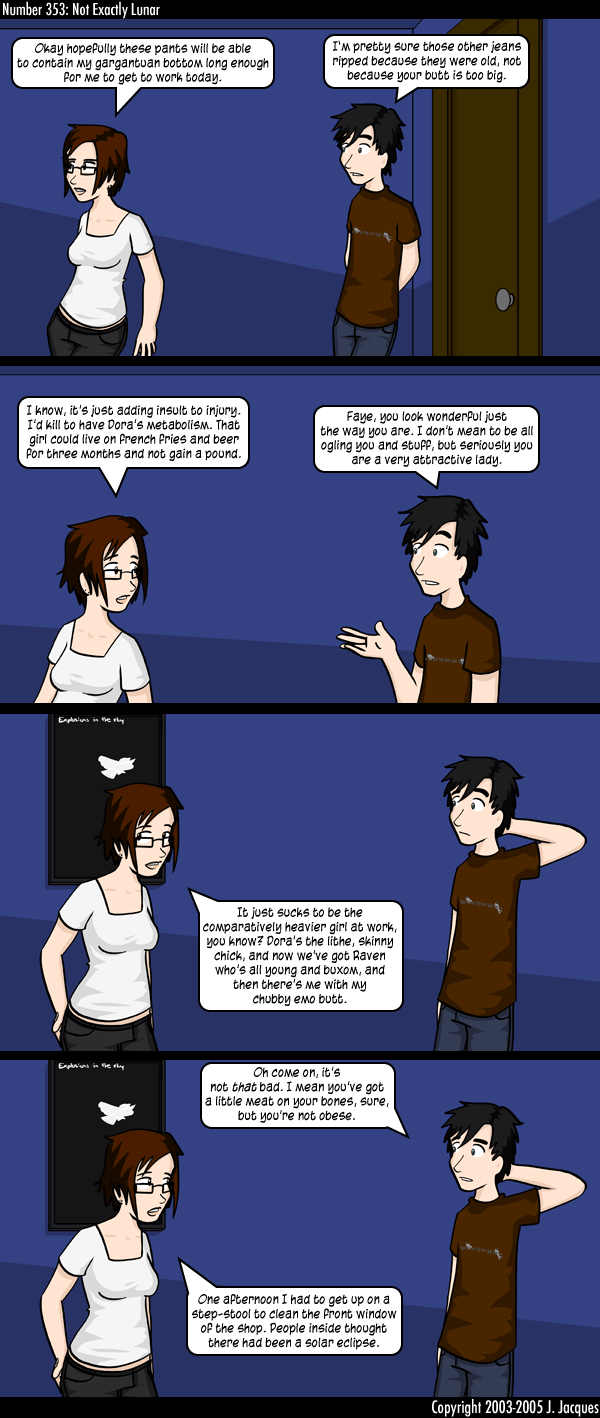 Number 353: Not Exactly Lunar
Okay hopefully these pants will be able
to contain my gargantuan bottom long enough
for me to get to work today.
I'm pretty sure those other jeans
ripped because they were old, not
because your butt is too big.
I know, it's just adding insult to injury.
I'd kill to have Dora's metabolism. That
girl could live on french fries and beer
for three months and not gain a pound.
Faye, you look wonderful just
the way you are. I don't mean to be all
ogling you and stuff, but seriously you
are a very attractive lady.
Explosions in the sky
It just sucks to be the
comparatively heavier girl at work,
you know? Dora's the lithe, skinny
chick, and now we've got Raven
who's all young and buxom, and
then there's me with my
chubby emo butt.
Oh come on, it's
not that bad. I mean you've got
a little meat on your bones, sure,
but you're not obese.
Explosions in the sky
One afternoon I had to get up on a
step-stool to clean the front window
of the shop. People inside thought
there had been a solar eclipse.
Copyright 2003-2005 J. Jacques